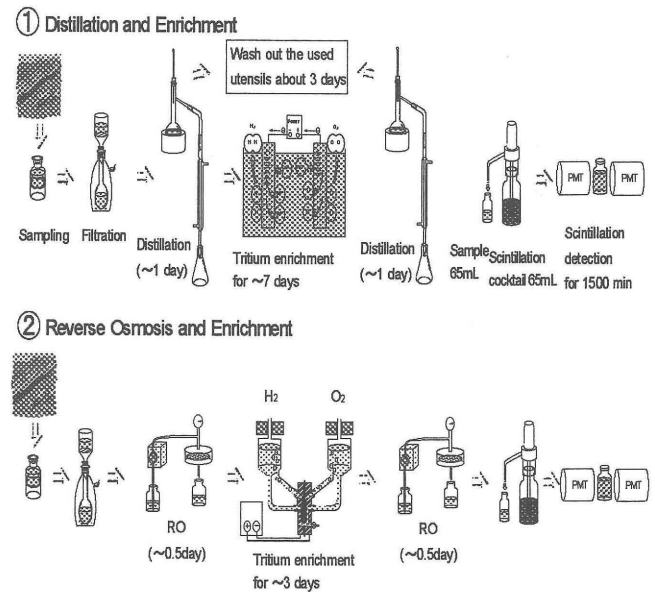 ① Distillation and Enrichment
Wash out the used
utensils about 3 days
H₂
O₂
H H
O O
PMT
PMT
Sampling
Filtration
Distillation
(~1 day)
Tritium enrichment
for ~7 days
Distillation
(~1 day)
Sample
65mL
Scintillation
cocktail 65mL
Scintillation
detection
for 1500 min
② Reverse Osmosis and Enrichment
H₂
O₂
PMT
PMT
RO
(~0.5day)
Tritium enrichment
for ~3 days
RO
(~0.5day)